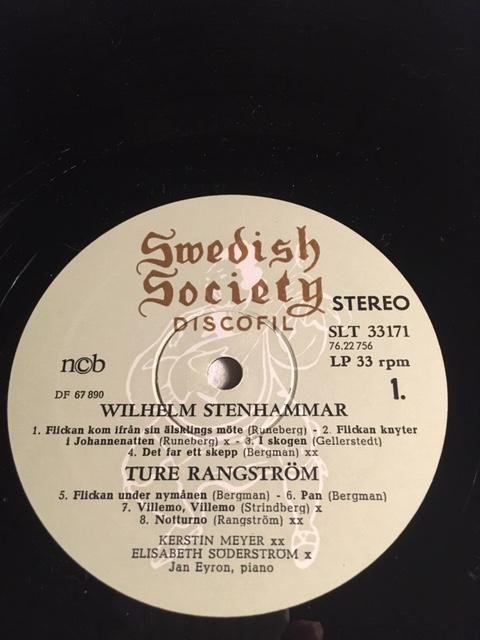 Swedish
Society
DISCOFIL
STEREO
SLT 33171
76.22 756
LP 33 rpm
ncb
1.
DF 67 890
WILHELM STENHAMMAR
1. Flickan kom ifrån sin älsklings möte (Runeberg) - 2. Flickan knyter
i Johannenatten (Runeberg) x - 3. I skogen (Gellerstedt)
4. Det far ett skepp (Bergman) xx
TURE RANGSTRÖM
5. Flickan under nymånen (Bergman) - 6. Pan (Bergman)
7. Villemo, Villemo (Strindberg) x
8. Notturno (Rangström) xx
KERSTIN MEYER xx
ELISABETH SÖDERSTRÖM x
Jan Eyron, piano